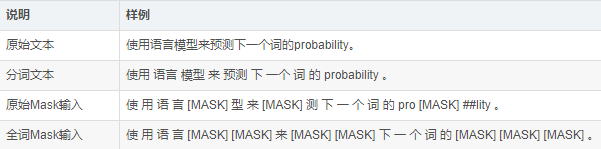 说明 样例
原始文本 使用语言模型来预测下一个词的probability。
分词文本 使用 语言 模型 来 预测 下 一个 词 的 probability 。
原始Mask输入 使 用 语 言 [MASK] 型 来 [MASK] 测 下 一 个 词 的 pro [MASK] ##lity 。
全词Mask输入 使 用 语 言 [MASK] [MASK] 来 [MASK] [MASK] 下 一 个 词 的 [MASK] [MASK] [MASK] 。